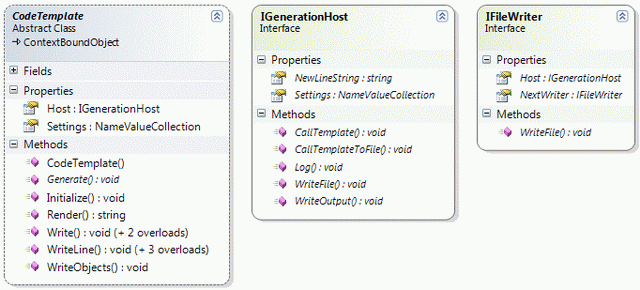 CodeTemplate
Abstract Class
ContextBoundObject
Fields
Properties
Host : IGenerationHost
Settings : NameValueCollection
Methods
CodeTemplate()
Generate() : void
Initialize() : void
Render() : string
Write() : void (+ 2 overloads)
WriteLine() : void (+ 3 overloads)
WriteObjects() : void
IGenerationHost
Interface
Properties
NewLineString : string
Settings : NameValueCollection
Methods
CallTemplate() : void
CallTemplateToFile() : void
Log() : void
WriteFile() : void
WriteOutput() : void
IFileWriter
Interface
Properties
Host : IGenerationHost
NextWriter : IFileWriter
Methods
WriteFile() : void